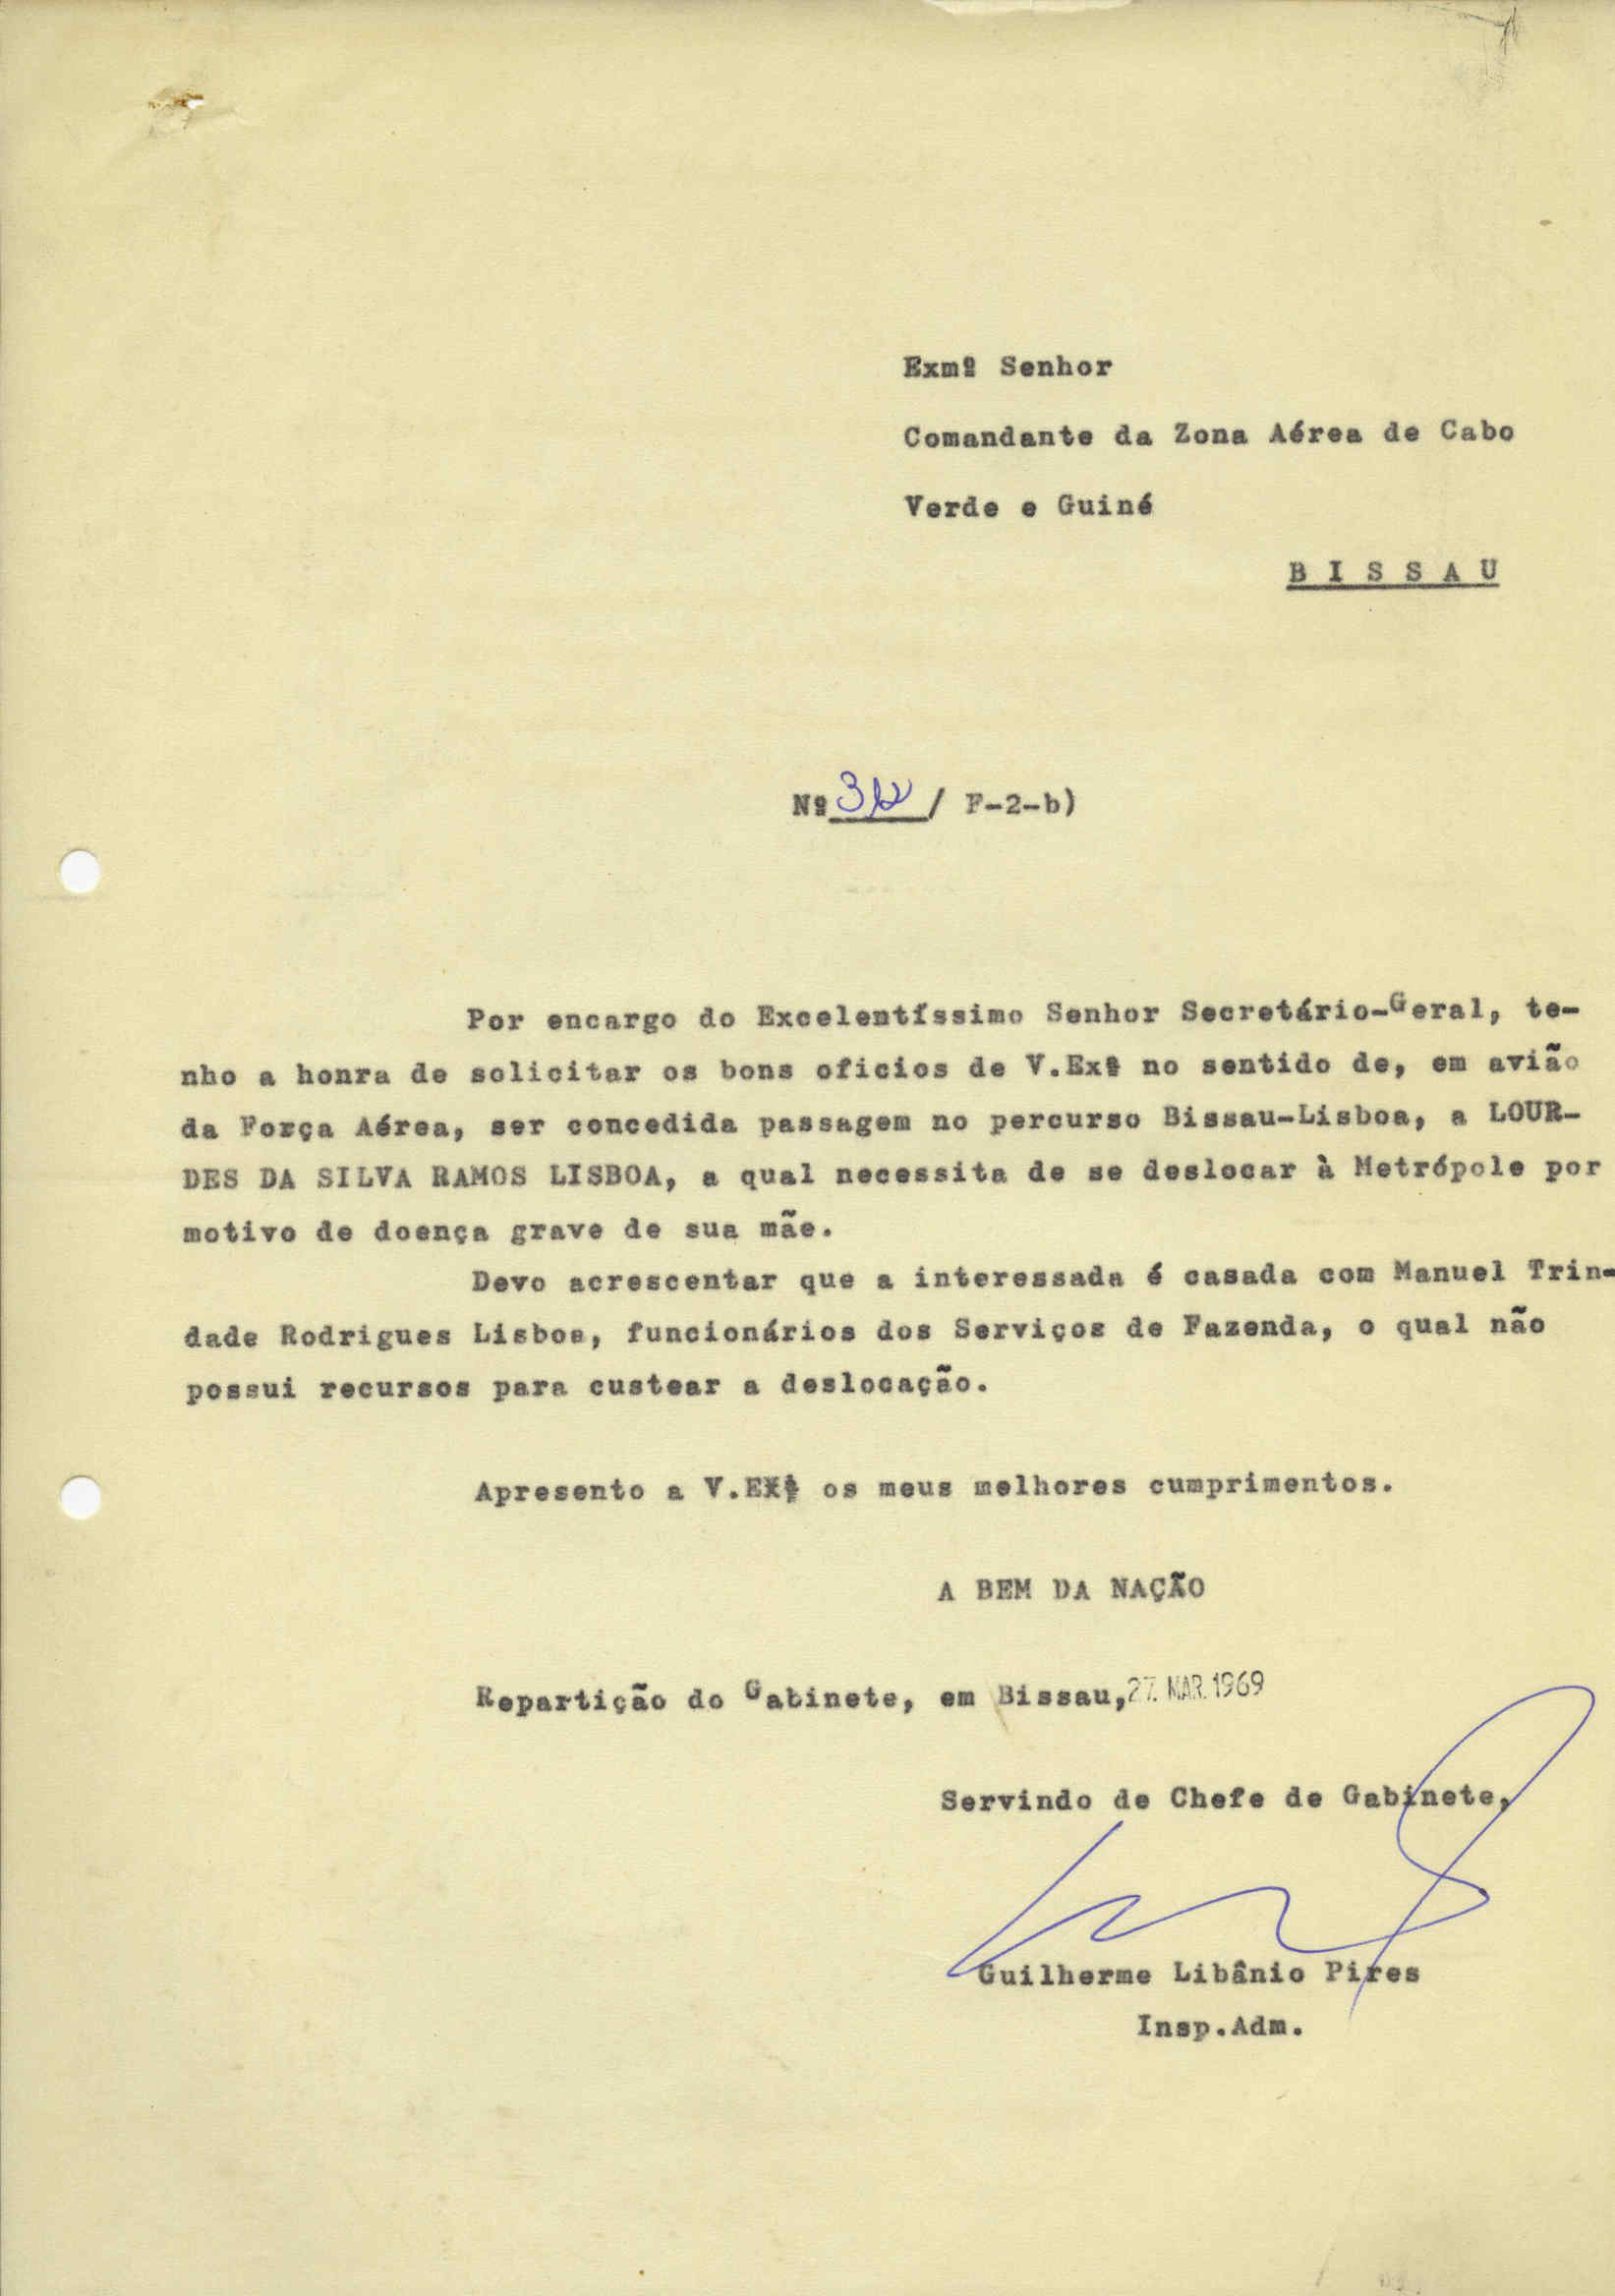 Exmº Senhor
Comandante da Zona Aérea de Cabo
Verde e Guiné
B I S S A U
Nº / F-2-b)
Por encargo do Excelentíssimo Senhor Secretário-Geral, te-
nho a honra de solicitar os bons oficios de V.Exª no sentido de, em avião
da Força Aérea, ser concedida passagem no percurso Bissau-Lisboa, a LOUR-
DES DA SILVA RAMOS LISBOA, a qual necessita de se deslocar à Metrópole por
motivo de doença grave de sua mãe.
Devo acrescentar que a interessada é casada com Manuel Trin-
dade Rodrigues Lisboa, funcionários dos Serviços de Fazenda, o qual não
possui recursos para custear a deslocação.
Apresento a V.EXª os meus melhores cumprimentos.
A BEM DA NAÇÃO
Repartição do Gabinete, em Bissau, 27. MAR. 1969
Servindo de Chefe de Gabinete,
Guilherme Libânio Pires
Insp.Adm.